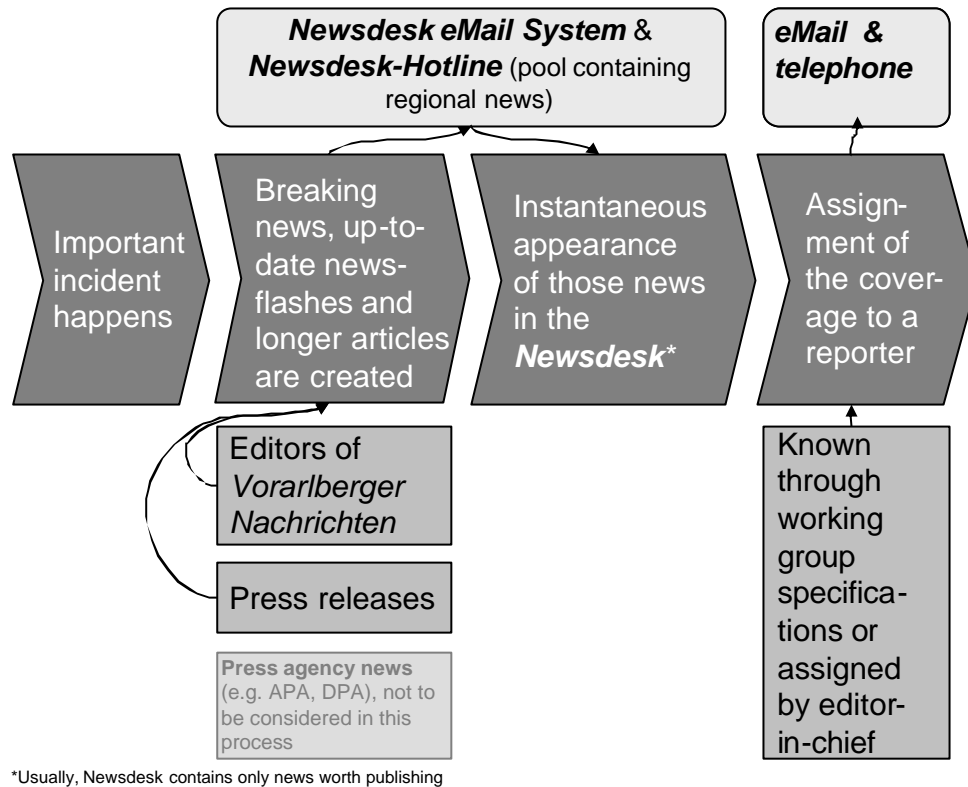 Newsdesk eMail System &
Newsdesk-Hotline (pool containing
regional news)
eMail &
telephone
Important
incident
happens
Breaking
news, up-to-
date news-
flashes and
longer articles
are created
Instantaneous
appearance
of those news
in the
Newsdesk*
Assign-
ment of
the cover-
age to a
reporter
Editors of
Vorarlberger
Nachrichten
Press releases
Press agency news
(e.g. APA, DPA), not to
be considered in this
process
Known
through
working
group
specifica-
tions or
assigned
by editor-
in-chief
*Usually, Newsdesk contains only news worth publishing